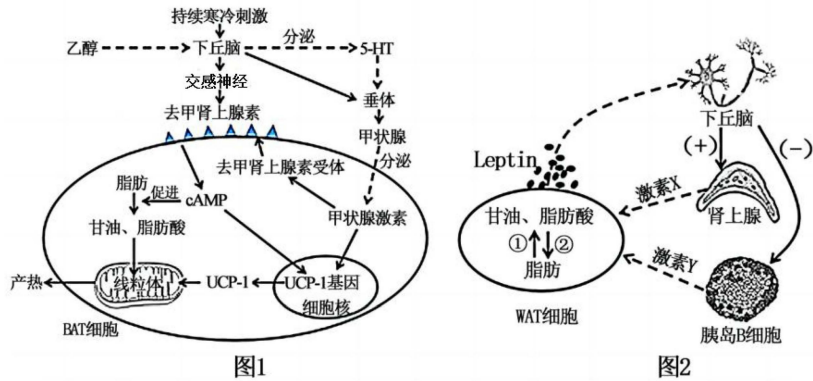 持续寒冷刺激
乙醇
下丘脑
分泌
5-HT
交感神经
垂体
去甲肾上腺素
甲状腺
分泌
去甲肾上腺素受体
脂肪
促进
cAMP
甲状腺激素
甘油、脂肪酸
产热
线粒体
UCP-1
UCP-1基因
细胞核
BAT细胞
图1
下丘脑
(+)
(-)
Leptin
激素X
肾上腺
甘油、脂肪酸
① ②
脂肪
激素Y
WAT细胞
胰岛B细胞
图2